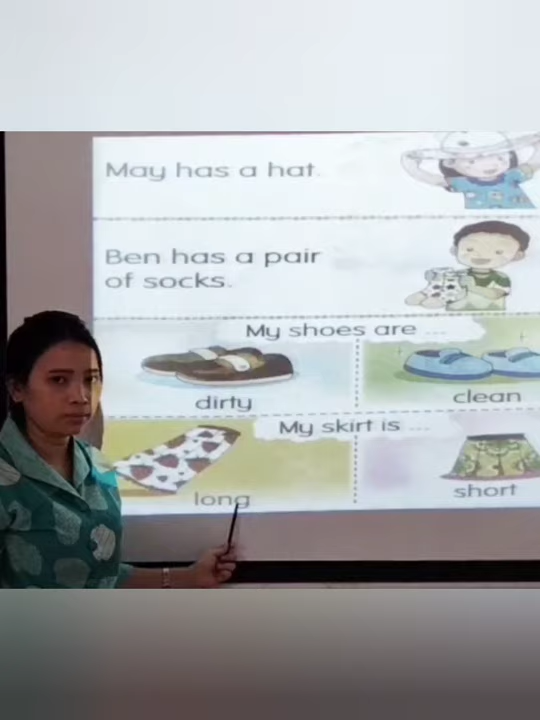 May has a hat.
Ben has a pair
of socks.
My shoes are ...
dirty
clean
My skirt is ...
long
short